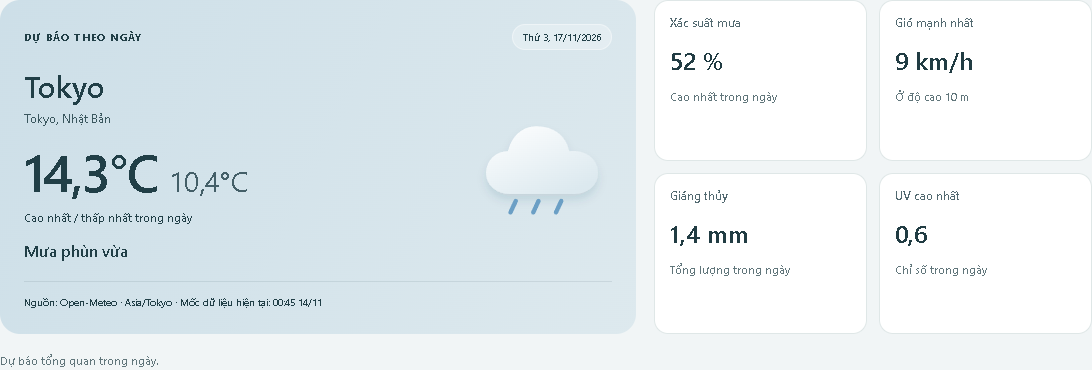 DỰ BÁO THEO NGÀY
Thứ 3, 17/11/2026
Tokyo
Tokyo, Nhật Bản
14,3°C 10,4°C
Cao nhất / thấp nhất trong ngày
Mưa phùn vừa
Nguồn: Open-Meteo · Asia/Tokyo · Mốc dữ liệu hiện tại: 00:45 14/11
Xác suất mưa
52 %
Cao nhất trong ngày
Gió mạnh nhất
9 km/h
Ở độ cao 10 m
Giáng thủy
1,4 mm
Tổng lượng trong ngày
UV cao nhất
0,6
Chỉ số trong ngày
Dự báo tổng quan trong ngày.